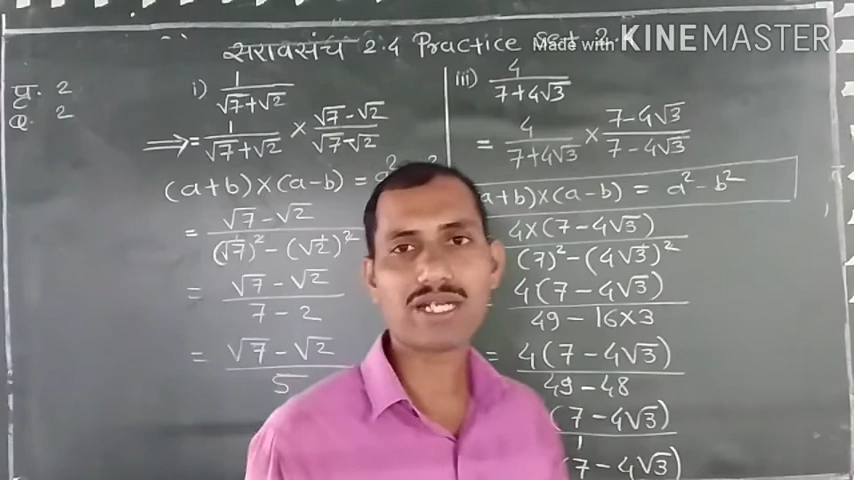 सरावसंच 2.4 Practice Set 2.
Made with KINEMASTER
प्र. 2
Q. 2
i) 1/(√7+√2)
⟹ = 1/(√7+√2) × (√7-√2)/(√7-√2)
(a+b)×(a-b) = a²
= (√7-√2)/((√7)²-(√2)²)
= (√7-√2)/(7-2)
= (√7-√2)/5
iii) 4/(7+4√3)
= 4/(7+4√3) × (7-4√3)/(7-4√3)
a+b)×(a-b) = a²-b²
4×(7-4√3)/((7)²-(4√3)²)
= 4(7-4√3)/(49-16×3)
= 4(7-4√3)/(49-48)
(7-4√3)/1
(7-4√3)